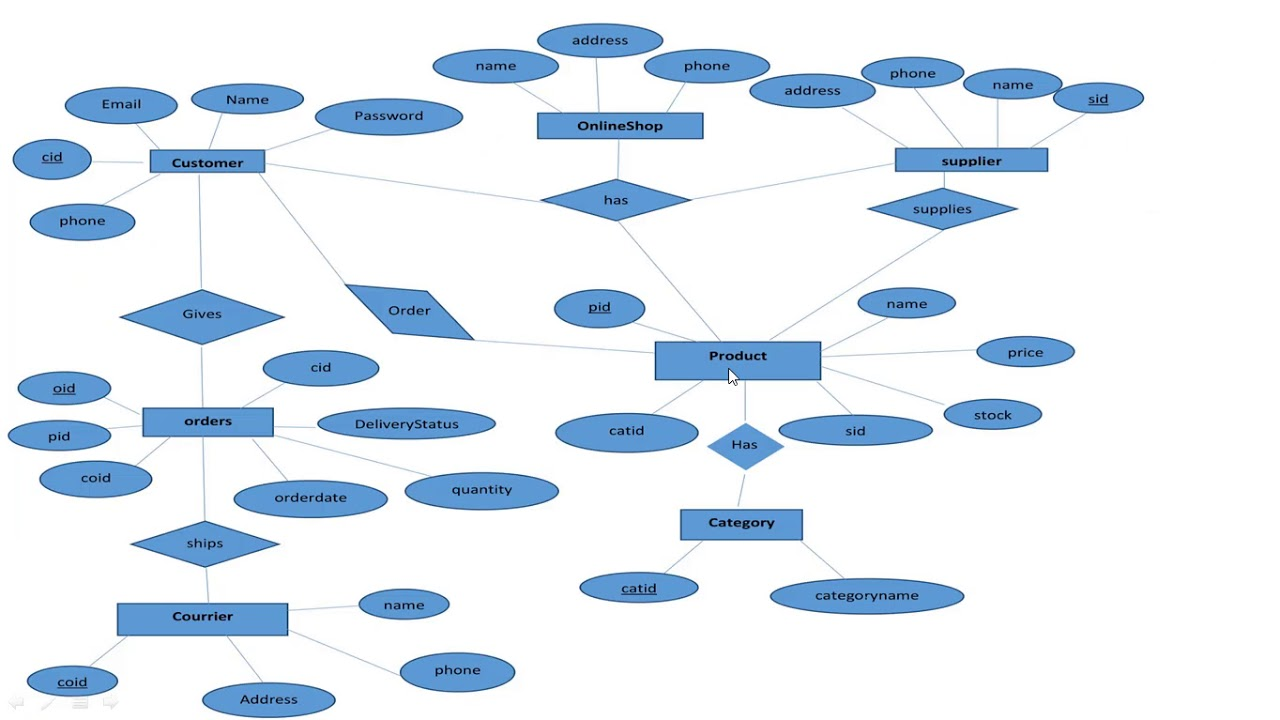 address
name
phone
OnlineShop
address
phone
name
sid
supplier
Email
Name
Password
cid
Customer
phone
has
supplies
Gives
Order
pid
name
Product
price
catid
sid
stock
Has
Category
catid
categoryname
cid
oid
orders
DeliveryStatus
pid
coid
orderdate
quantity
ships
Courrier
name
coid
Address
phone